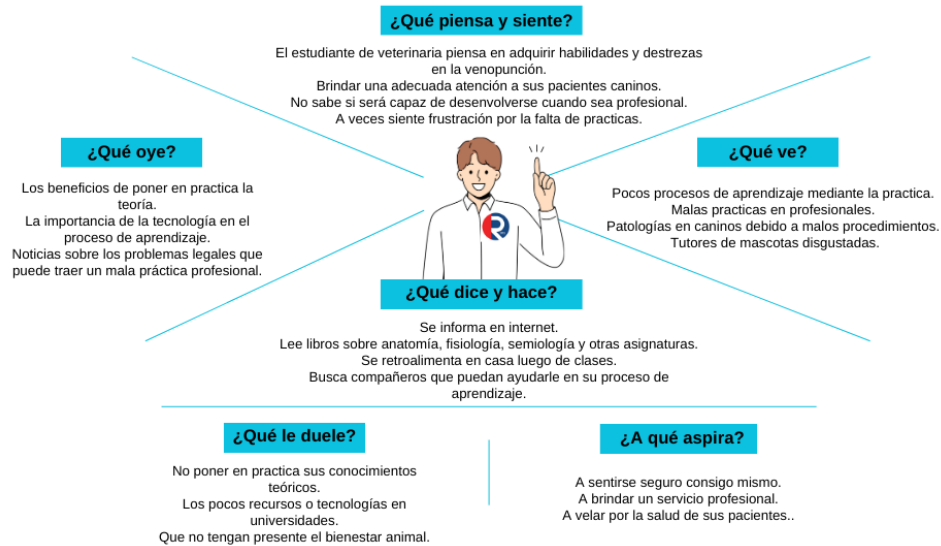 ¿Qué piensa y siente?
El estudiante de veterinaria piensa en adquirir habilidades y destrezas
en la venopunción.
Brindar una adecuada atención a sus pacientes caninos.
No sabe si será capaz de desenvolverse cuando sea profesional.
A veces siente frustración por la falta de practicas.
¿Qué oye?
Los beneficios de poner en practica la
teoría.
La importancia de la tecnología en el
proceso de aprendizaje.
Noticias sobre los problemas legales que
puede traer un mala práctica profesional.
¿Qué ve?
Pocos procesos de aprendizaje mediante la practica.
Malas practicas en profesionales.
Patologías en caninos debido a malos procedimientos.
Tutores de mascotas disgustadas.
R
¿Qué dice y hace?
Se informa en internet.
Lee libros sobre anatomía, fisiología, semiología y otras asignaturas.
Se retroalimenta en casa luego de clases.
Busca compañeros que puedan ayudarle en su proceso de
aprendizaje.
¿Qué le duele?
No poner en practica sus conocimientos
teóricos.
Los pocos recursos o tecnologías en
universidades.
Que no tengan presente el bienestar animal.
¿A qué aspira?
A sentirse seguro consigo mismo.
A brindar un servicio profesional.
A velar por la salud de sus pacientes..